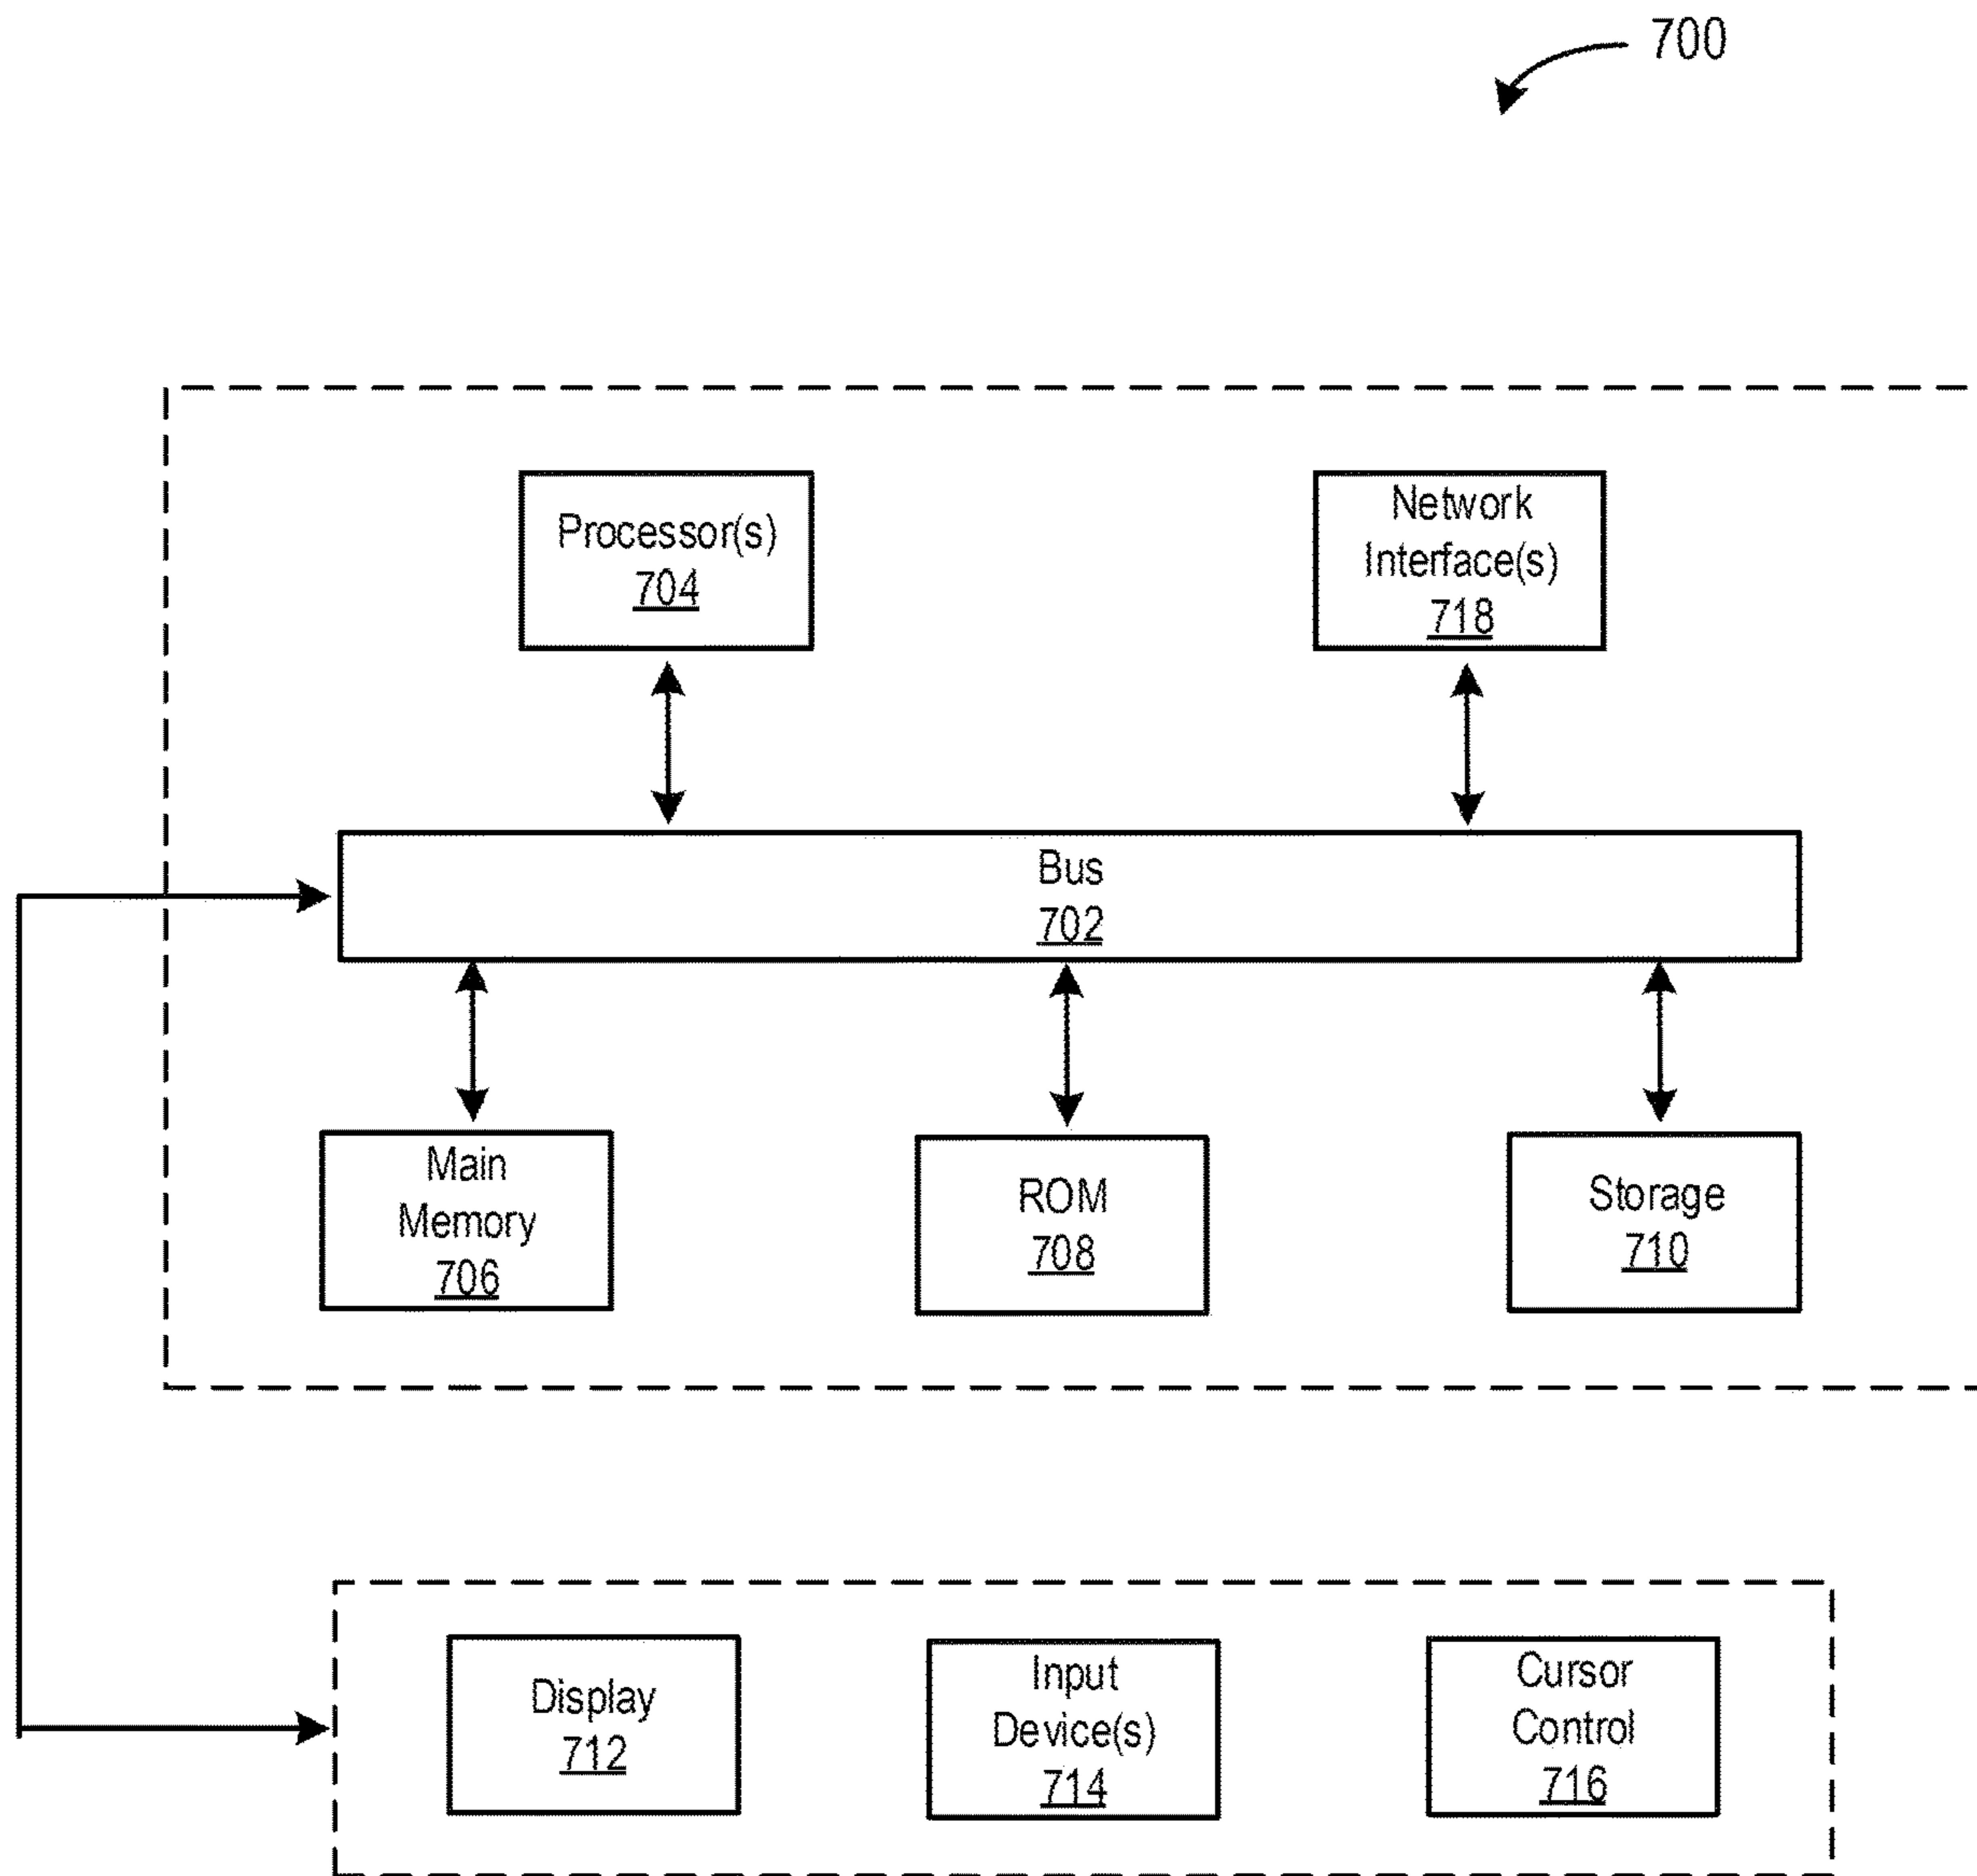 700
Processor(s)
704
Network
Interface(s)
718
Bus
702
Main
Memory
706
ROM
708
Storage
710
Display
712
Input
Device(s)
714
Cursor
Control
716